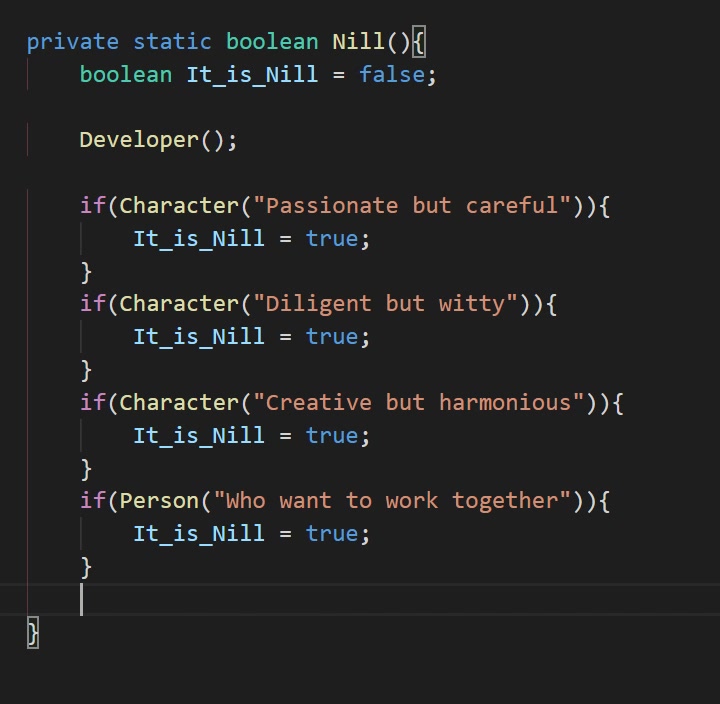 private static boolean Nill(){
    boolean It_is_Nill = false;

    Developer();

    if(Character("Passionate but careful")){
        It_is_Nill = true;
    }
    if(Character("Diligent but witty")){
        It_is_Nill = true;
    }
    if(Character("Creative but harmonious")){
        It_is_Nill = true;
    }
    if(Person("Who want to work together")){
        It_is_Nill = true;
    }

}